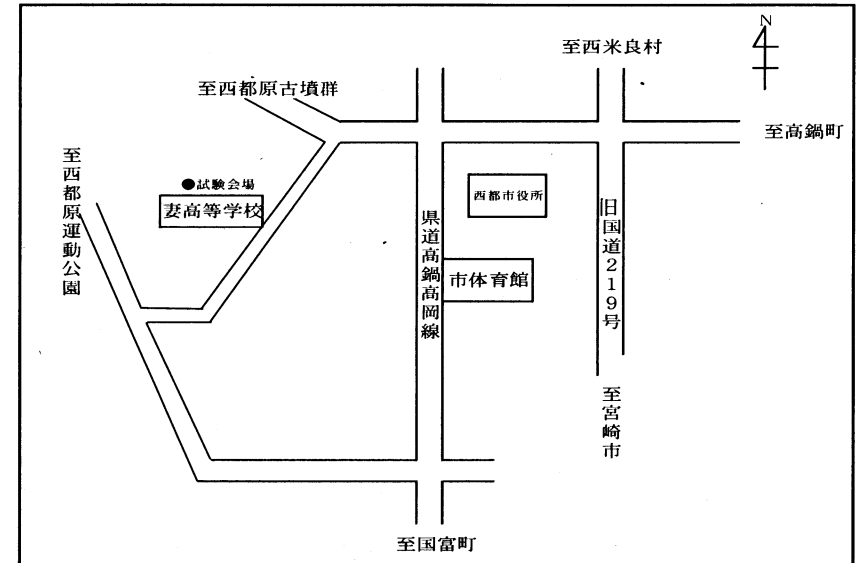 N
至西米良村
至西都原古墳群
至高鍋町
至西都原運動公園
●試験会場
妻高等学校
西都市役所
県道高鍋高岡線
旧国道219号
市体育館
至宮崎市
至国富町